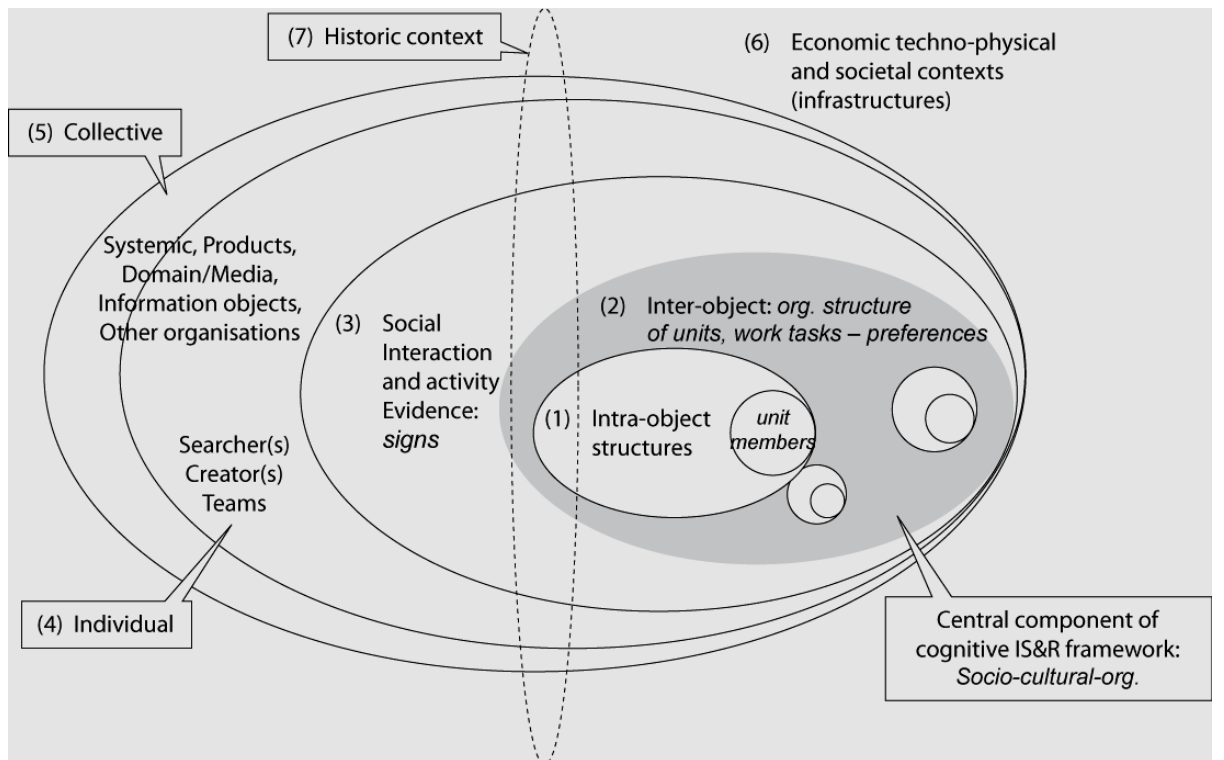 (7) Historic context
(6) Economic techno-physical
and societal contexts
(infrastructures)
(5) Collective
Systemic, Products,
Domain/Media,
Information objects,
Other organisations
(3) Social
Interaction
and activity
Evidence:
signs
(2) Inter-object: org. structure
of units, work tasks – preferences
(1) Intra-object
structures
unit
members
Searcher(s)
Creator(s)
Teams
(4) Individual
Central component of
cognitive IS&R framework:
Socio-cultural-org.